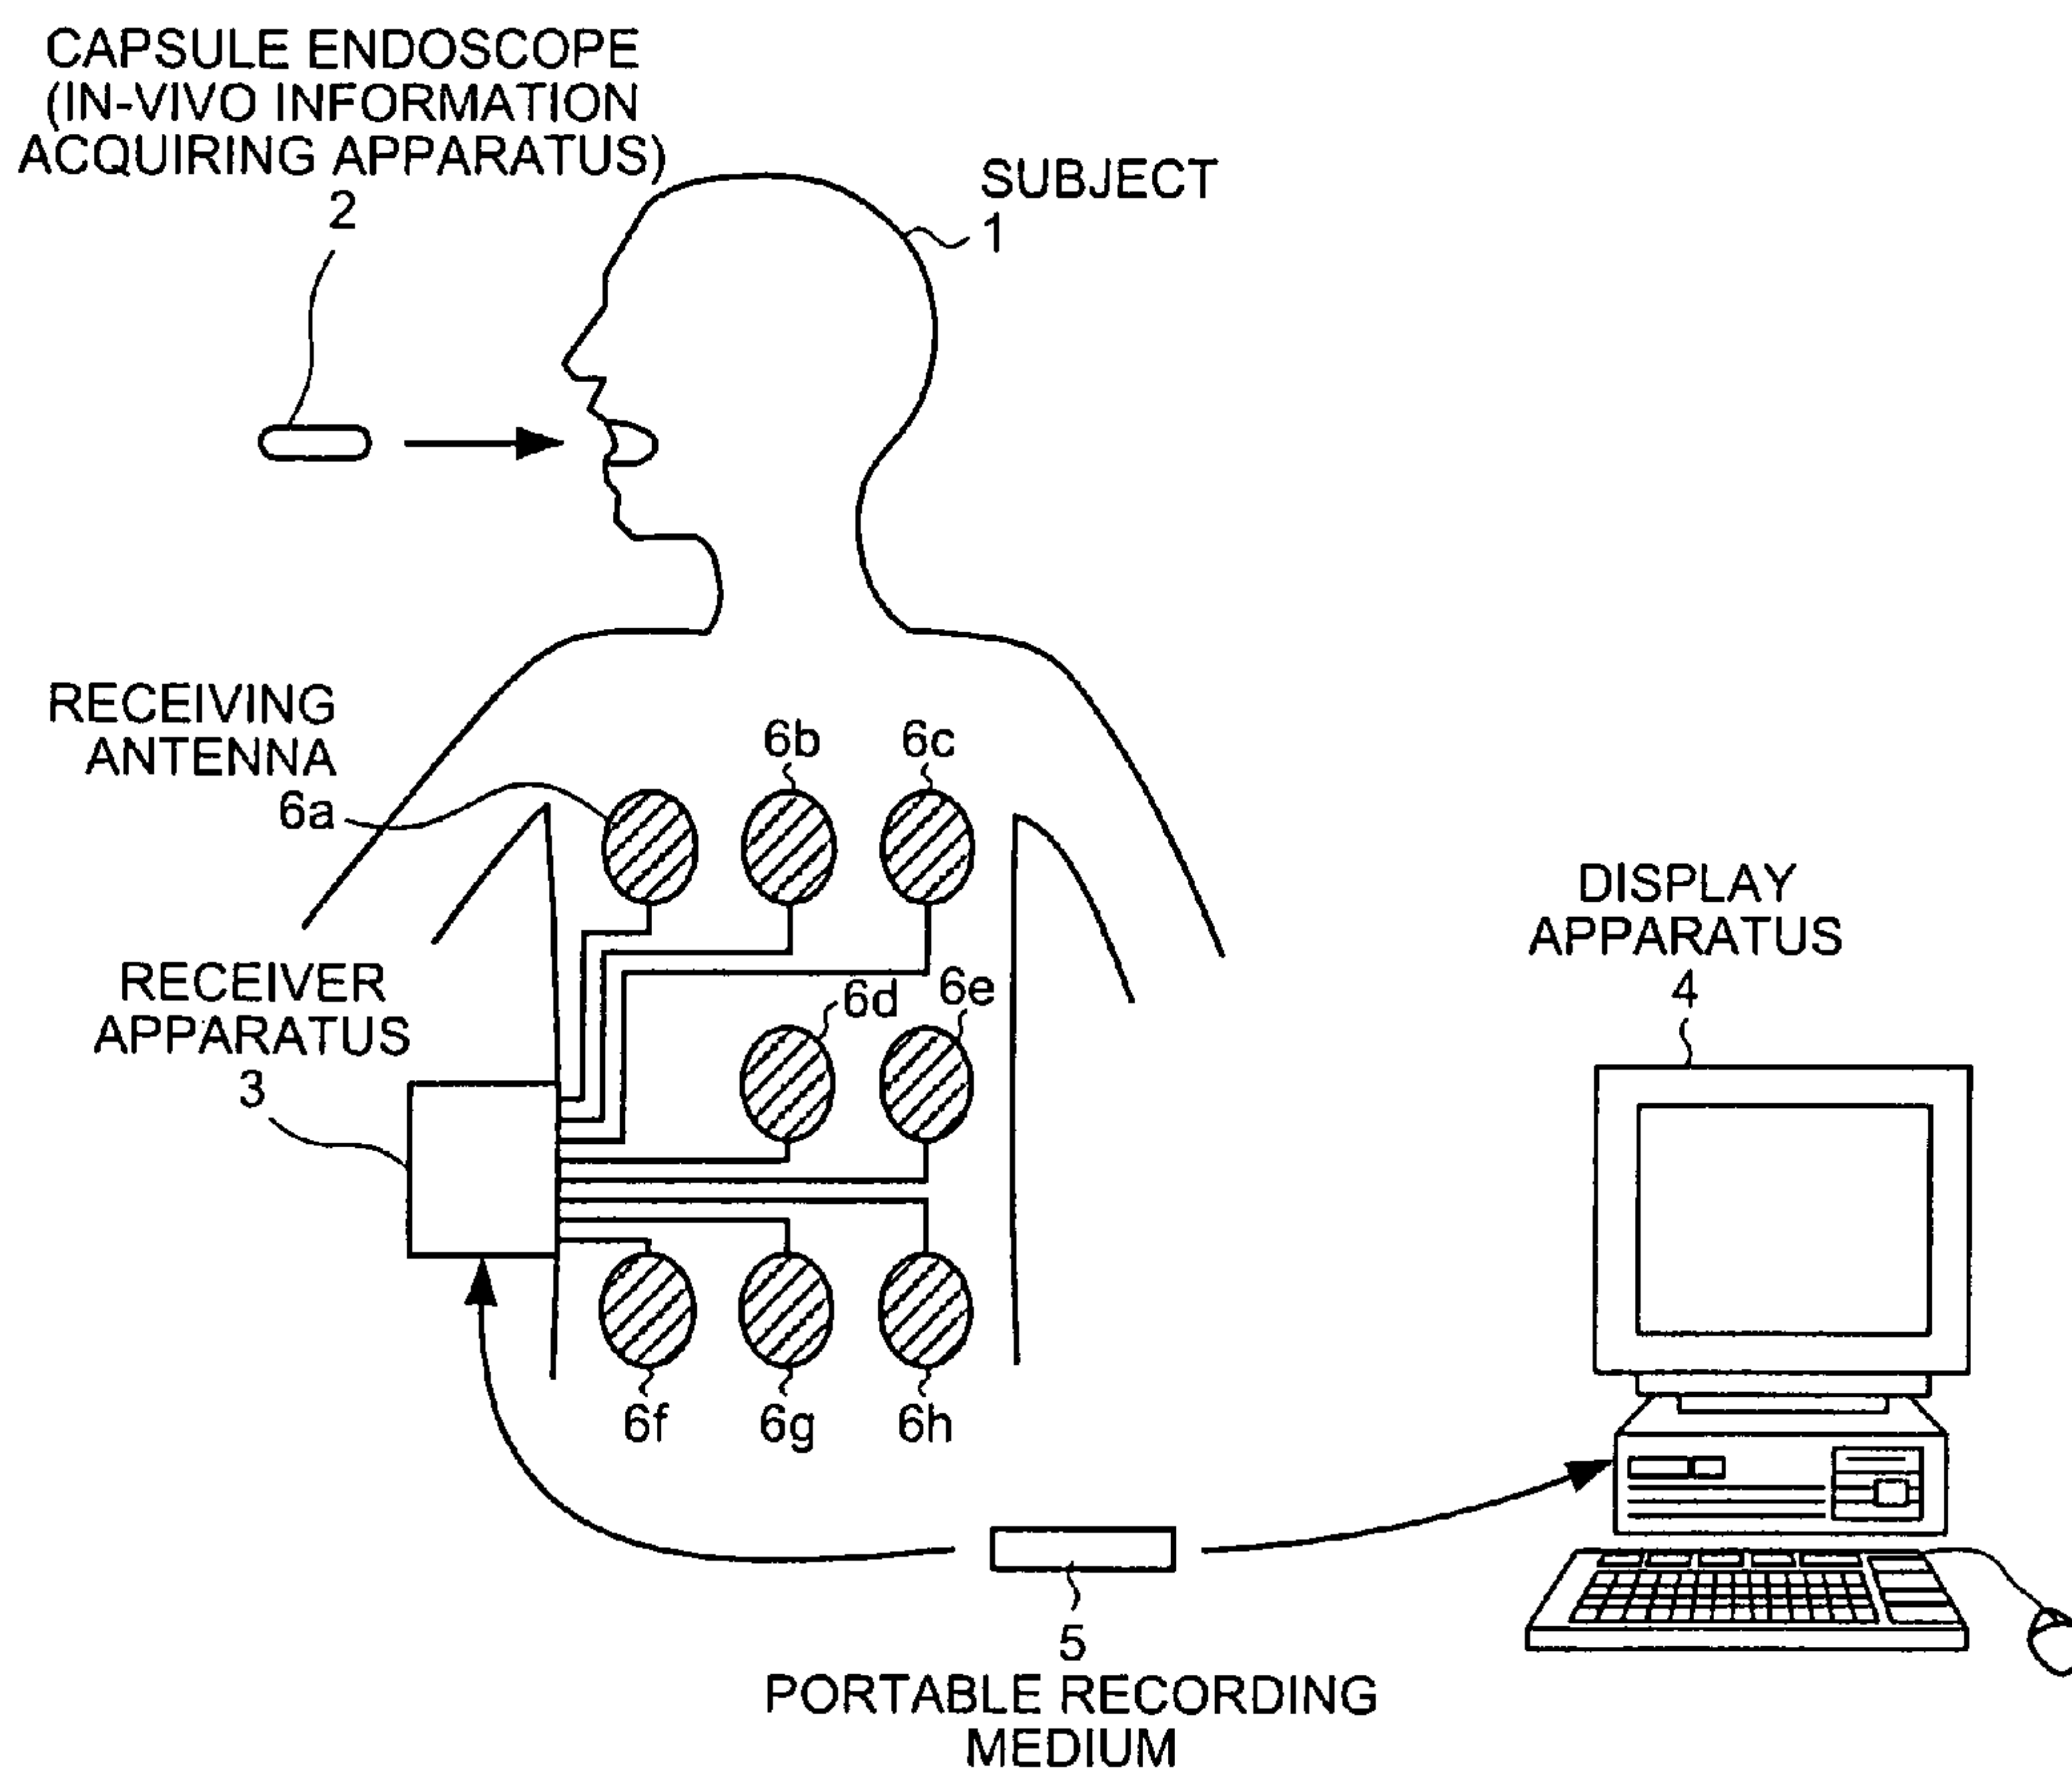 CAPSULE ENDOSCOPE
(IN-VIVO INFORMATION
ACQUIRING APPARATUS)
2
SUBJECT
1
RECEIVING
ANTENNA
6a
6b
6c
RECEIVER
APPARATUS
3
6d
6e
DISPLAY
APPARATUS
4
6f
6g
6h
5
PORTABLE RECORDING
MEDIUM